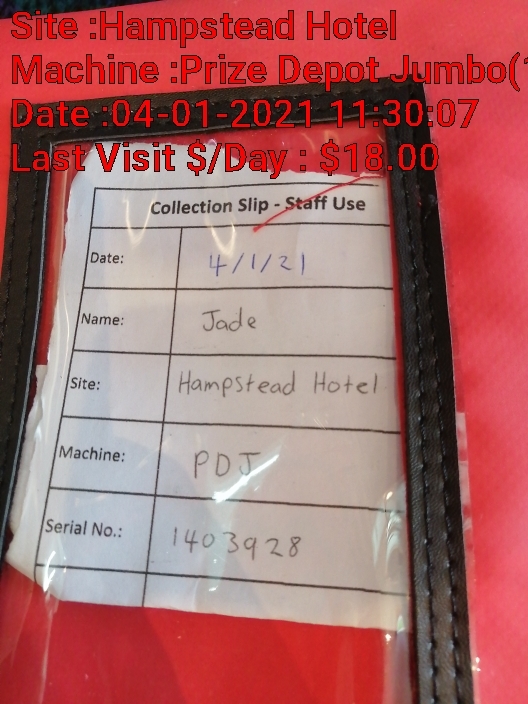 Site :Hampstead Hotel
Machine :Prize Depot Jumbo(
Date :04-01-2021 11:30:07
Last Visit $/Day : $18.00
Collection Slip - Staff Use
Date: 4/1/21
Name: Jade
Site: Hampstead Hotel
Machine: PDJ
Serial No.: 1403928